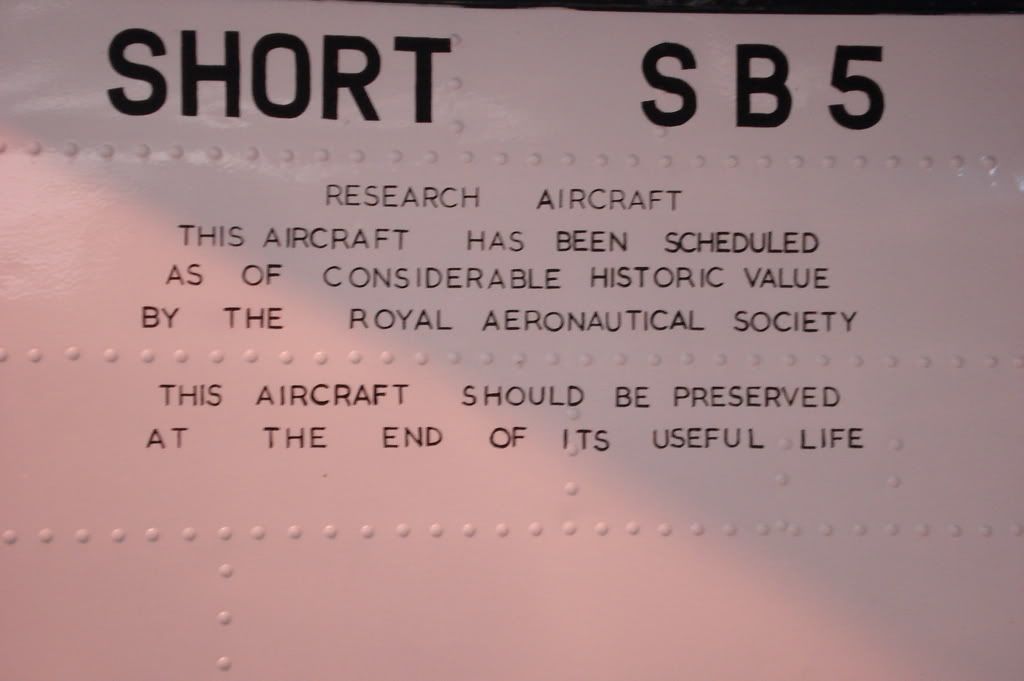 SHORT SB5
RESEARCH AIRCRAFT
THIS AIRCRAFT HAS BEEN SCHEDULED
AS OF CONSIDERABLE HISTORIC VALUE
BY THE ROYAL AERONAUTICAL SOCIETY
THIS AIRCRAFT SHOULD BE PRESERVED
AT THE END OF ITS USEFUL LIFE